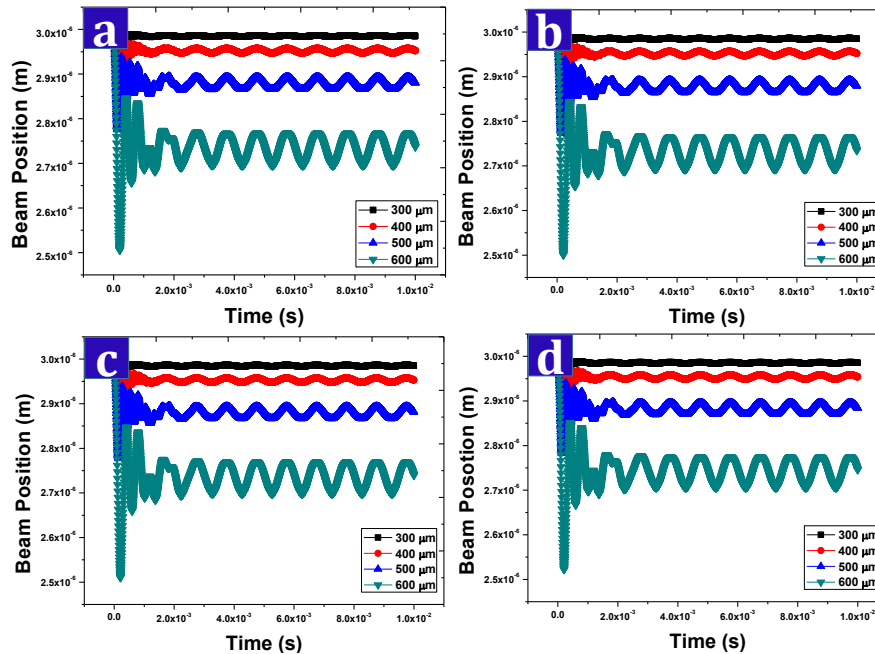 a
3.0x10⁻⁶
2.9x10⁻⁶
2.8x10⁻⁶
2.7x10⁻⁶
2.6x10⁻⁶
2.5x10⁻⁶
Beam Position (m)
300 μm
400 μm
500 μm
600 μm
0.0 2.0x10⁻³ 4.0x10⁻³ 6.0x10⁻³ 8.0x10⁻³ 1.0x10⁻²
Time (s)
b
3.0x10⁻⁶
2.9x10⁻⁶
2.8x10⁻⁶
2.7x10⁻⁶
2.6x10⁻⁶
2.5x10⁻⁶
Beam Position (m)
300 μm
400 μm
500 μm
600 μm
0.0 2.0x10⁻³ 4.0x10⁻³ 6.0x10⁻³ 8.0x10⁻³ 1.0x10⁻²
Time (s)
c
3.0x10⁻⁶
2.9x10⁻⁶
2.8x10⁻⁶
2.7x10⁻⁶
2.6x10⁻⁶
2.5x10⁻⁶
Beam Position (m)
300 μm
400 μm
500 μm
600 μm
0.0 2.0x10⁻³ 4.0x10⁻³ 6.0x10⁻³ 8.0x10⁻³ 1.0x10⁻²
Time (s)
d
3.0x10⁻⁶
2.9x10⁻⁶
2.8x10⁻⁶
2.7x10⁻⁶
2.6x10⁻⁶
2.5x10⁻⁶
Beam Posotion (m)
300 μm
400 μm
500 μm
600 μm
0.0 2.0x10⁻³ 4.0x10⁻³ 6.0x10⁻³ 8.0x10⁻³ 1.0x10⁻²
Time (s)